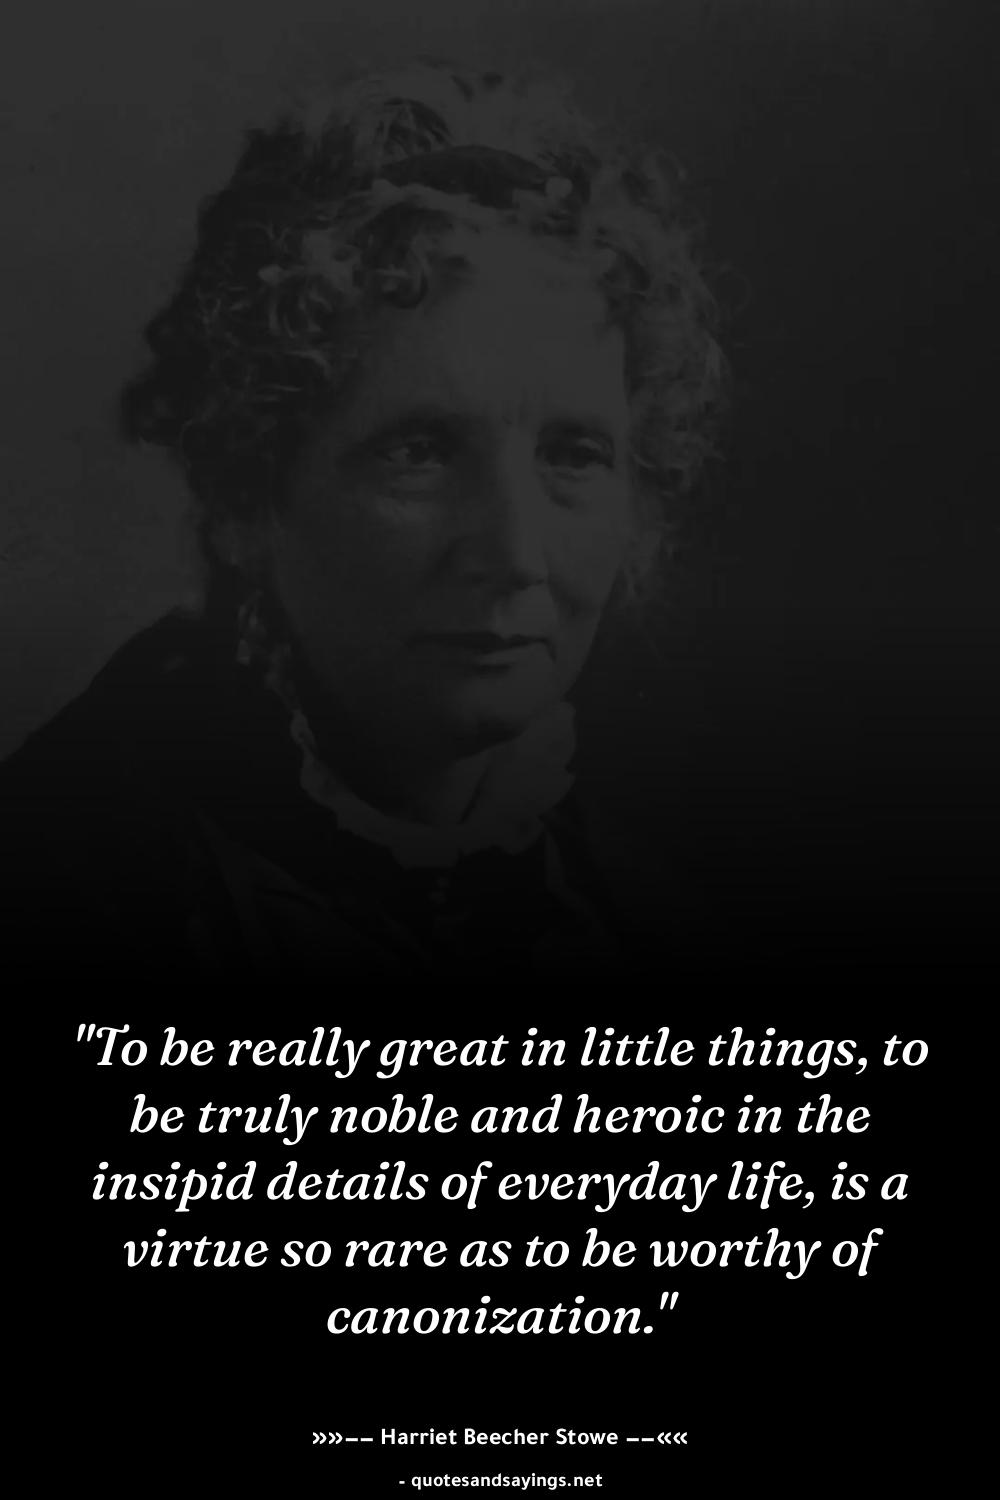 "To be really great in little things, to
be truly noble and heroic in the
insipid details of everyday life, is a
virtue so rare as to be worthy of
canonization."
»»–– Harriet Beecher Stowe ––««
- quotesandsayings.net